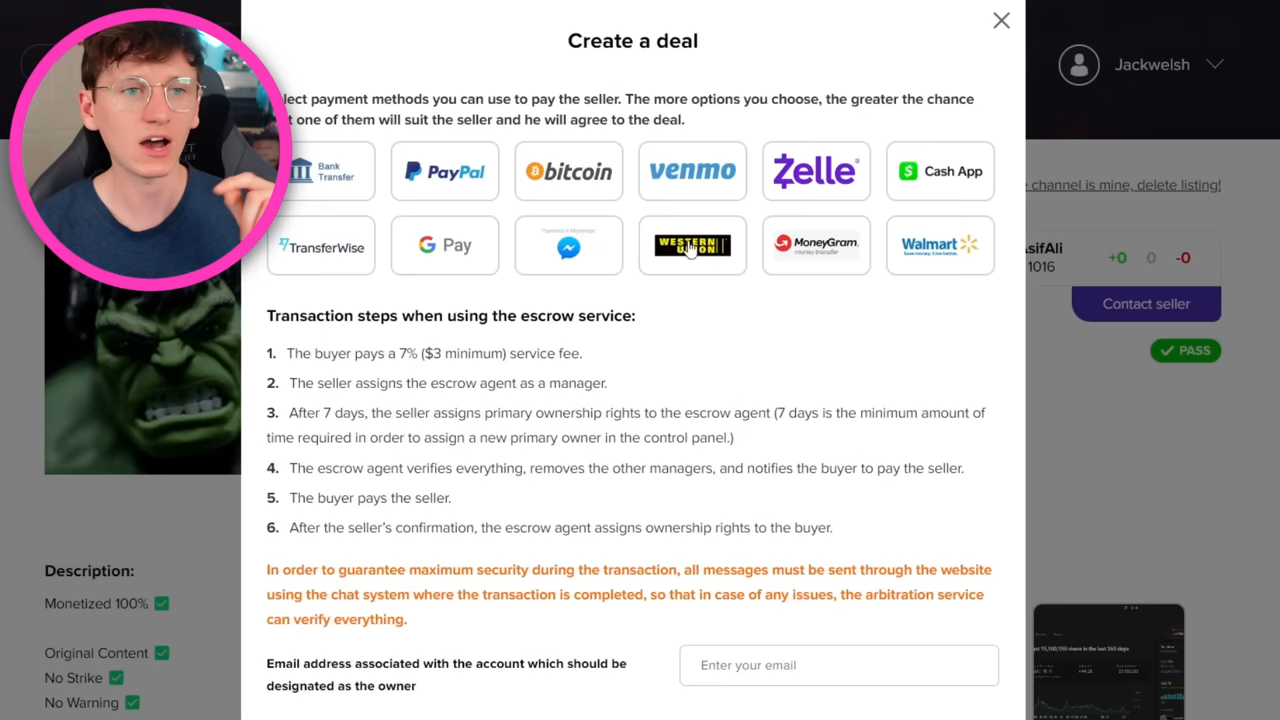 Create a deal
Jackwelsh
lect payment methods you can use to pay the seller. The more options you choose, the greater the chance
t one of them will suit the seller and he will agree to the deal.
Bank
Transfer
PayPal
bitcoin
venmo
Zelle
Cash App
channel is mine, delete listing!
TransferWise
G Pay
Payments in Messenger
WESTERN
UNION
MoneyGram.
money transfer
Walmart
Save money. Live better.
sifAli
1016
+0 0 -0
Contact seller
PASS
Transaction steps when using the escrow service:
1. The buyer pays a 7% ($3 minimum) service fee.
2. The seller assigns the escrow agent as a manager.
3. After 7 days, the seller assigns primary ownership rights to the escrow agent (7 days is the minimum amount of
time required in order to assign a new primary owner in the control panel.)
4. The escrow agent verifies everything, removes the other managers, and notifies the buyer to pay the seller.
5. The buyer pays the seller.
6. After the seller's confirmation, the escrow agent assigns ownership rights to the buyer.
In order to guarantee maximum security during the transaction, all messages must be sent through the website
using the chat system where the transaction is completed, so that in case of any issues, the arbitration service
can verify everything.
Email address associated with the account which should be
designated as the owner
Enter your email
Description:
Monetized 100%
Original Content
No Strike
No Warning